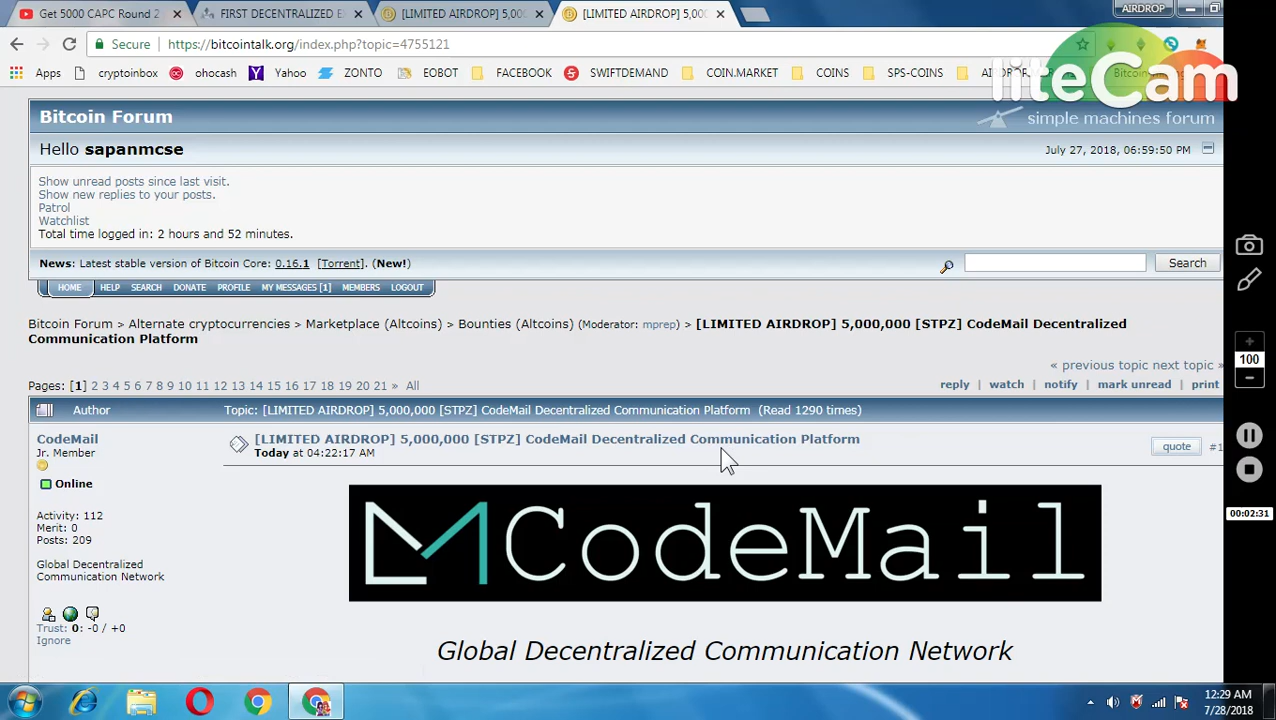 Get 5000 CAPC Round 2
FIRST DECENTRALIZED E
[LIMITED AIRDROP] 5,0
[LIMITED AIRDROP] 5,000
AIRDROP
Secure
https://bitcointalk.org/index.php?topic=4755121
Apps
cryptoinbox
ohocash
Yahoo
EOBOT
FACEBOOK
SWIFTDEMAND
COIN.MARKET
COINS
GPS-COINS
liteCam
Bitcoin Forum
simple machines forum
Hello sapanmcse
July 27, 2018, 06:59:50 PM
Show unread posts since last visit.
Show new replies to your posts.
Patrol
Watchlist
Total time logged in: 2 hours and 52 minutes.
News: Latest stable version of Bitcoin Core: 0.16.1 [Torrent]. (New!)
Search
HOME HELP SEARCH DONATE PROFILE MY MESSAGES [1] MEMBERS LOGOUT
Bitcoin Forum > Alternate cryptocurrencies > Marketplace (Altcoins) > Bounties (Altcoins) (Moderator: mprep) > [LIMITED AIRDROP] 5,000,000 [STPZ] CodeMail Decentralized
Communication Platform
« previous topic next topic »
Pages: [1] 2 3 4 5 6 7 8 9 10 11 12 13 14 15 16 17 18 19 20 21 » All
reply | watch | notify | mark unread | print
100
Author
Topic: [LIMITED AIRDROP] 5,000,000 [STPZ] CodeMail Decentralized Communication Platform (Read 1290 times)
CodeMail
Jr. Member
[LIMITED AIRDROP] 5,000,000 [STPZ] CodeMail Decentralized Communication Platform
Today at 04:22:17 AM
quote
#1
Online
00:02:31
Activity: 112
Merit: 0
Posts: 209
Global Decentralized
Communication Network
CodeMail
Trust: 0: -0 / +0
Ignore
Global Decentralized Communication Network
12:29 AM
7/28/2018